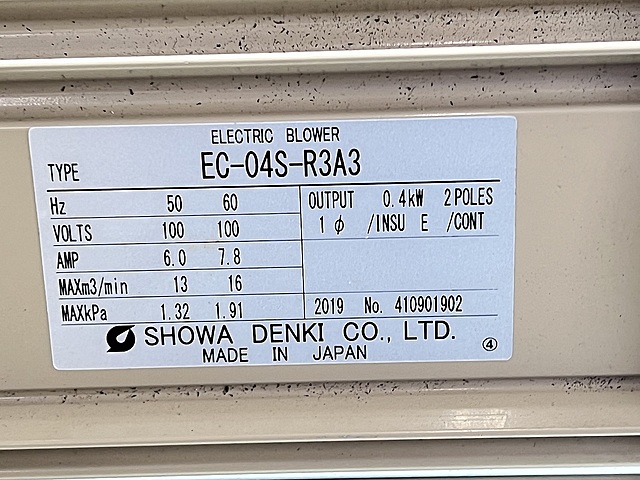 ELECTRIC BLOWER
TYPE EC-04S-R3A3
Hz 50 60
VOLTS 100 100
AMP 6.0 7.8
MAXm3/min 13 16
MAXkPa 1.32 1.91
OUTPUT 0.4kW 2POLES
1φ /INSU E /CONT
2019 No. 410901902
SHOWA DENKI CO., LTD.
MADE IN JAPAN
④